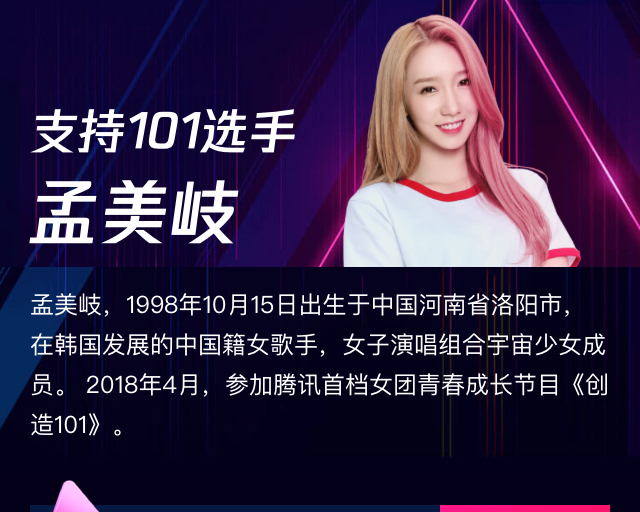 支持101选手
孟美岐
孟美岐，1998年10月15日出生于中国河南省洛阳市，
在韩国发展的中国籍女歌手，女子演唱组合宇宙少女成
员。 2018年4月，参加腾讯首档女团青春成长节目《创
造101》。